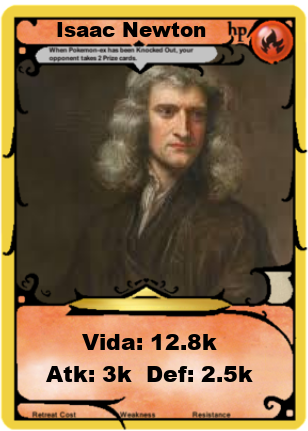 Isaac Newton hp
When Pokemon-ex has been Knocked Out, your
opponent takes 2 Prize cards.
Vida: 12.8k
Atk: 3k Def: 2.5k
Retreat Cost Weakness Resistance